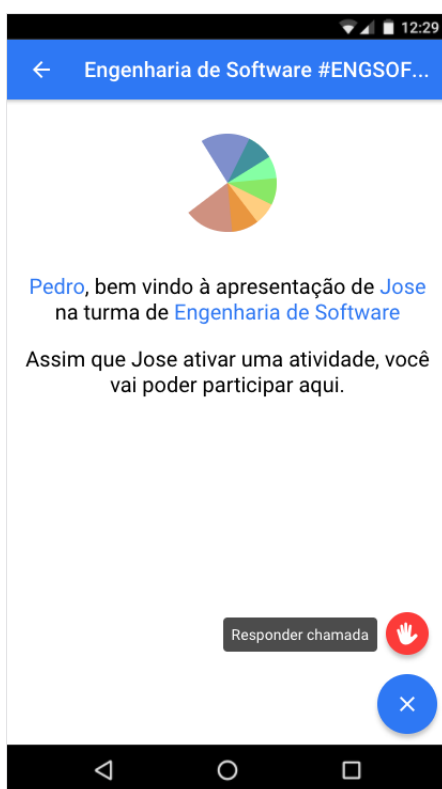 12:29
Engenharia de Software #ENGSOF...
Pedro, bem vindo à apresentação de Jose
na turma de Engenharia de Software
Assim que Jose ativar uma atividade, você
vai poder participar aqui.
Responder chamada